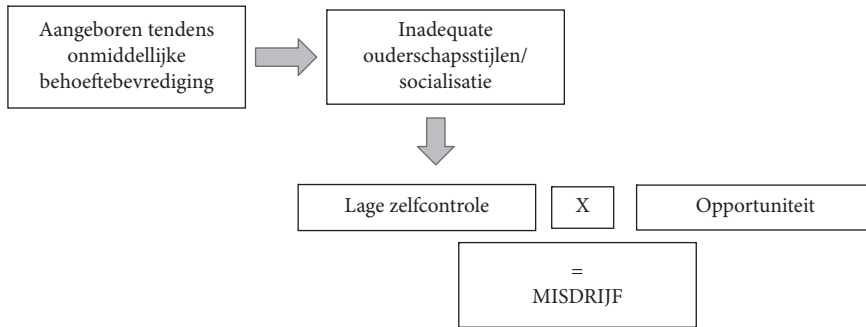 Aangeboren tendens
onmiddellijke
behoeftebevrediging
Inadequate
ouderschapsstijlen/
socialisatie
Lage zelfcontrole
X
Opportuniteit
=
MISDRIJF